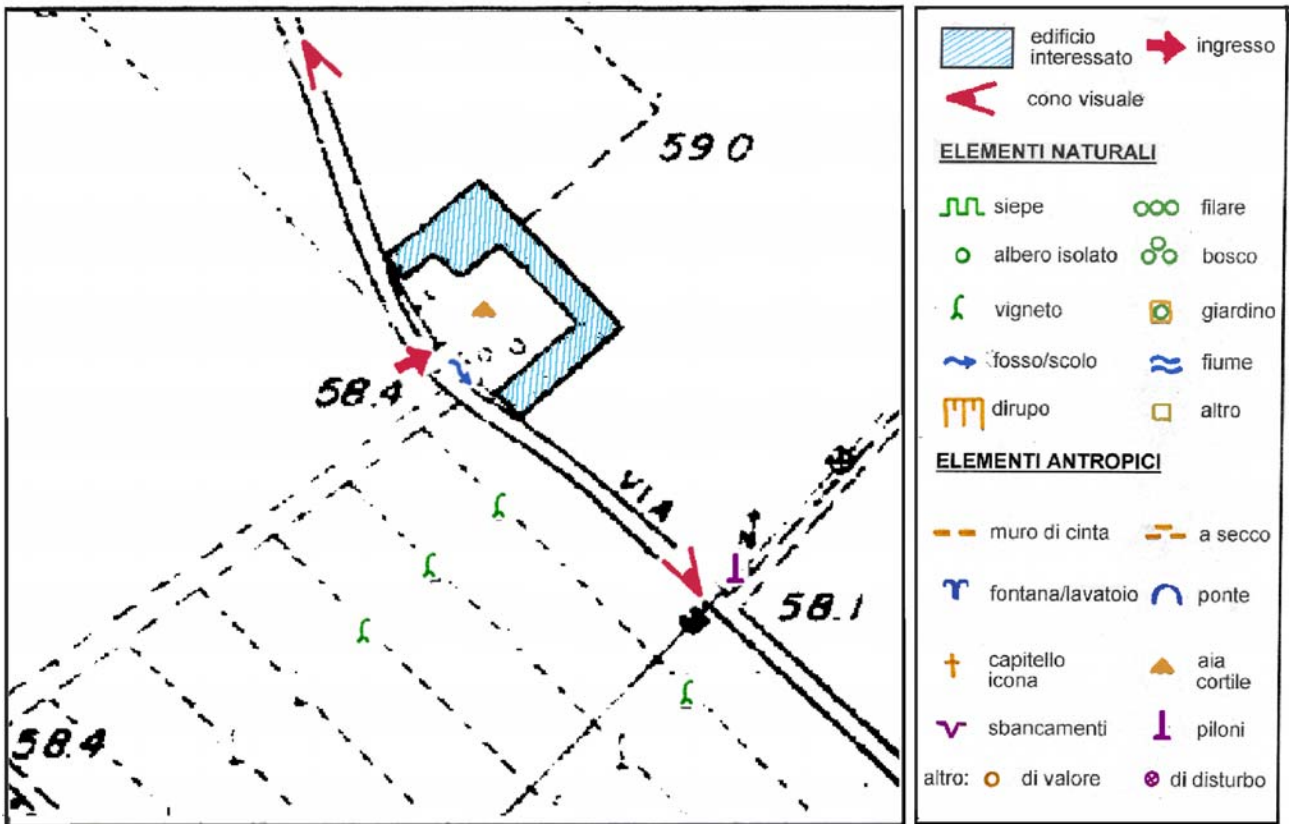 59 0
58.4
VIA
N
58.1
58.4
edificio interessato
ingresso
cono visuale
ELEMENTI NATURALI
siepe
filare
albero isolato
bosco
vigneto
giardino
fosso/scolo
fiume
dirupo
altro
ELEMENTI ANTROPICI
muro di cinta
a secco
fontana/lavatoio
ponte
capitello icona
aia cortile
sbancamenti
piloni
altro: di valore
di disturbo